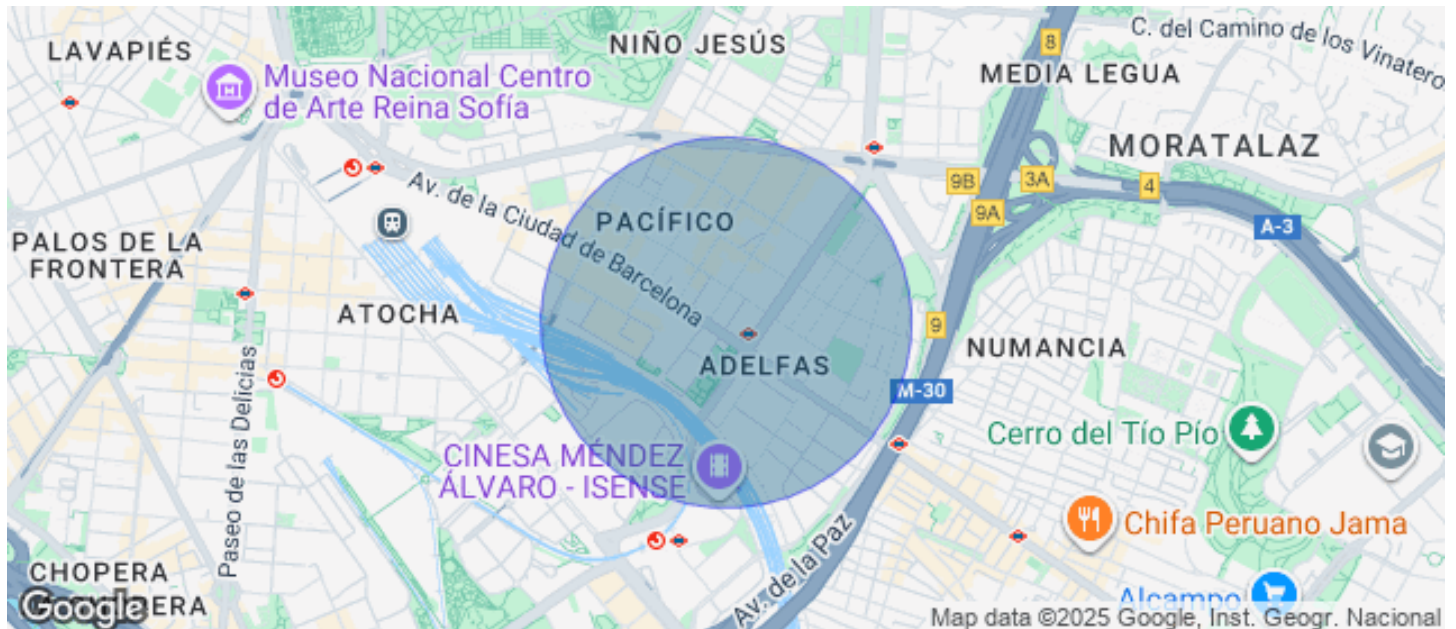 LAVAPIÉS
Museo Nacional Centro
de Arte Reina Sofía
NIÑO JESÚS
8
C. del Camino de los Vinatero
MEDIA LEGUA
MORATALAZ
9B
3A
4
9A
A-3
Av. de la Ciudad de Barcelona
PACÍFICO
PALOS DE LA
FRONTERA
ATOCHA
9
NUMANCIA
ADELFAS
M-30
Paseo de las Delicias
CINESA MÉNDEZ
ÁLVARO - ISENSE
Cerro del Tío Pío
Chifa Peruano Jama
Av. de la Paz
CHOPERA
Google
BERA
Alcampo
Map data ©2025 Google, Inst. Geogr. Nacional